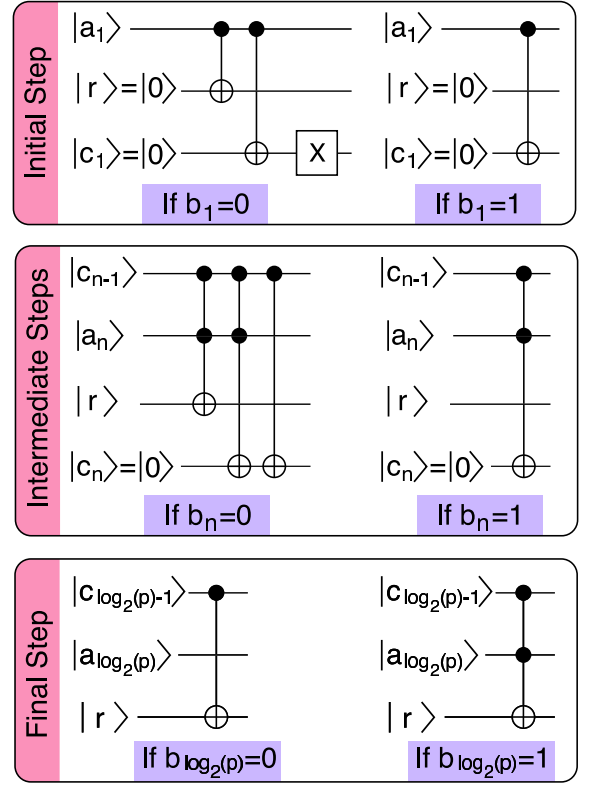 Initial Step
|a₁⟩ |a₁⟩
|r⟩=|0⟩ |r⟩=|0⟩
|c₁⟩=|0⟩ X |c₁⟩=|0⟩
If b₁=0 If b₁=1
Intermediate Steps
|cₙ₋₁⟩ |cₙ₋₁⟩
|aₙ⟩ |aₙ⟩
|r⟩ |r⟩
|cₙ⟩=|0⟩ |cₙ⟩=|0⟩
If bₙ=0 If bₙ=1
Final Step
|c_log₂(p)-1⟩ |c_log₂(p)-1⟩
|a_log₂(p)⟩ |a_log₂(p)⟩
|r⟩ |r⟩
If b_log₂(p)=0 If b_log₂(p)=1